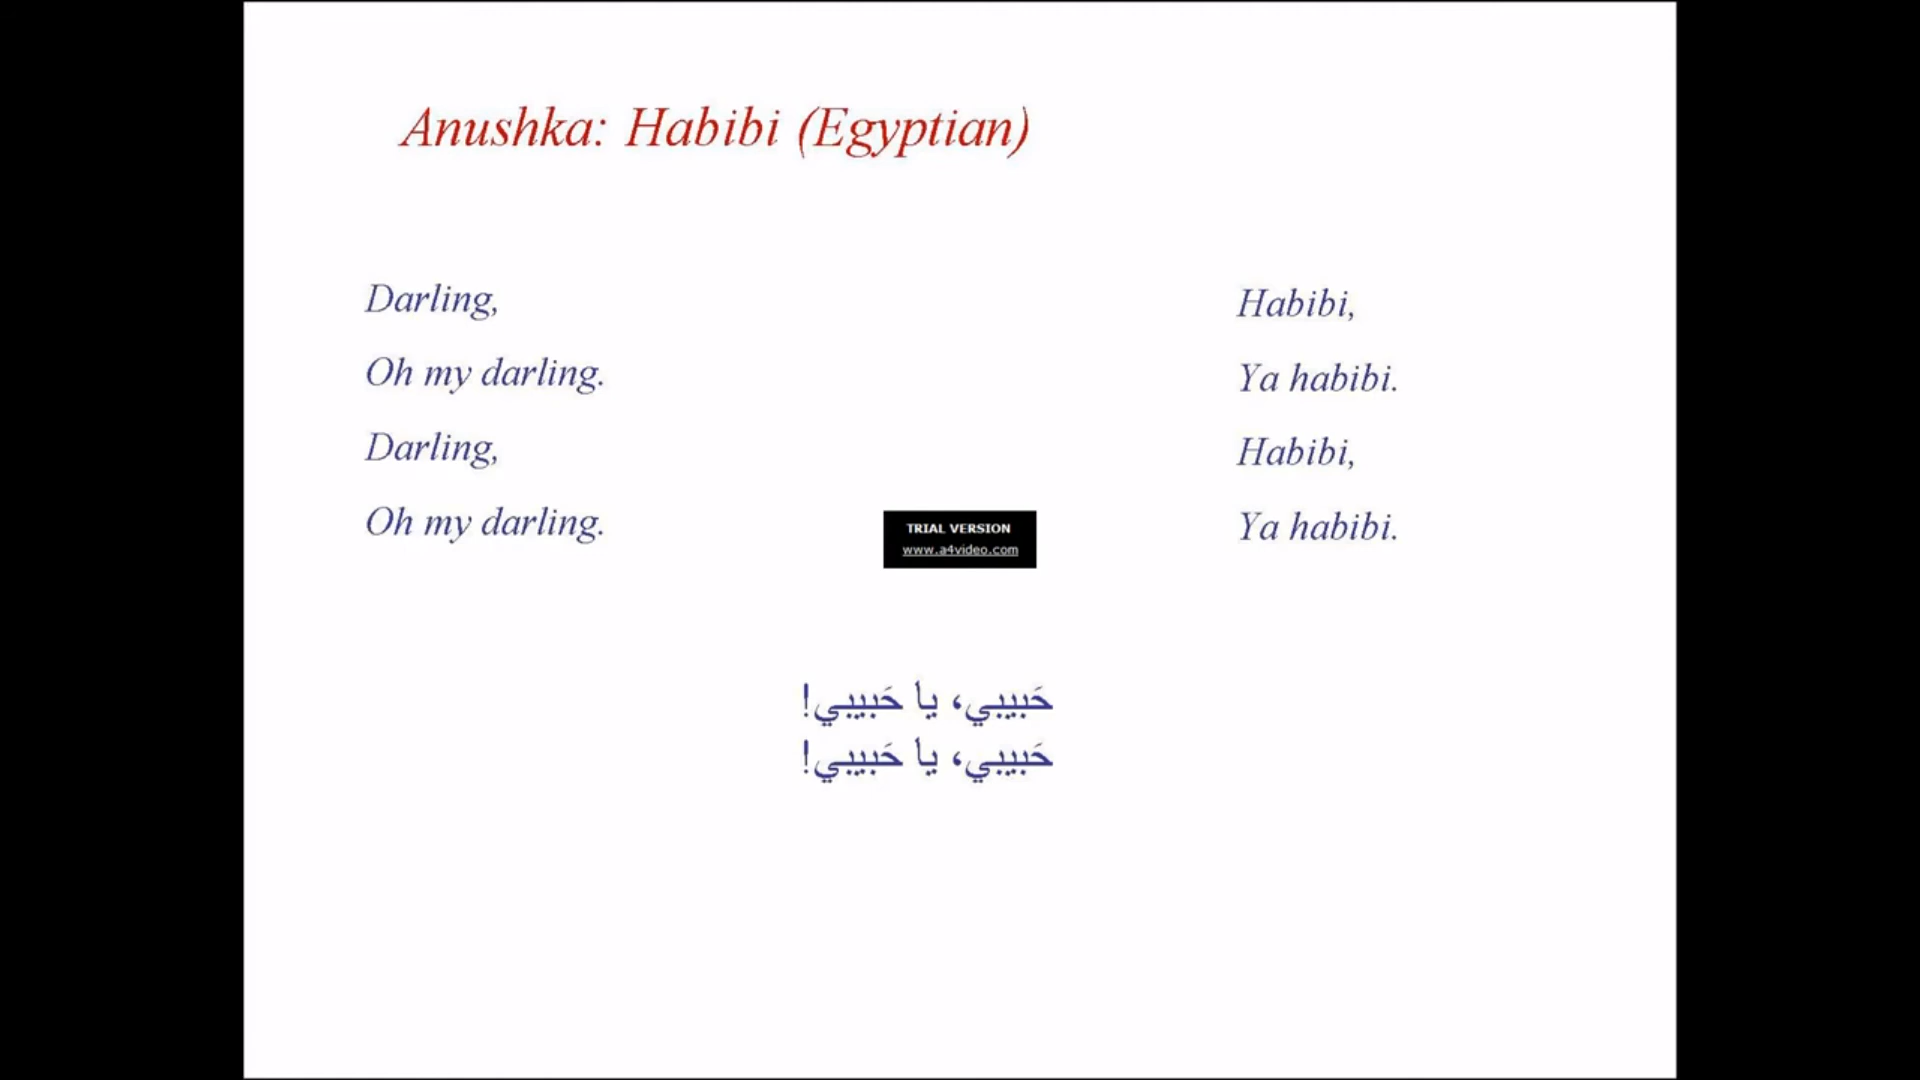 Anushka: Habibi (Egyptian)
Darling,
Oh my darling.
Darling,
Oh my darling.
Habibi,
Ya habibi.
Habibi,
Ya habibi.
TRIAL VERSION
www.a4video.com
حَبيبي، يا حَبيبي!
حَبيبي، يا حَبيبي!